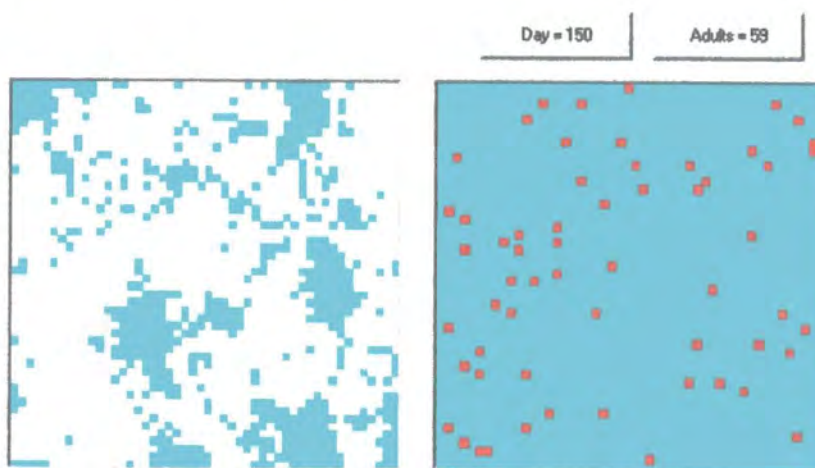 Day = 150
Adults = 59